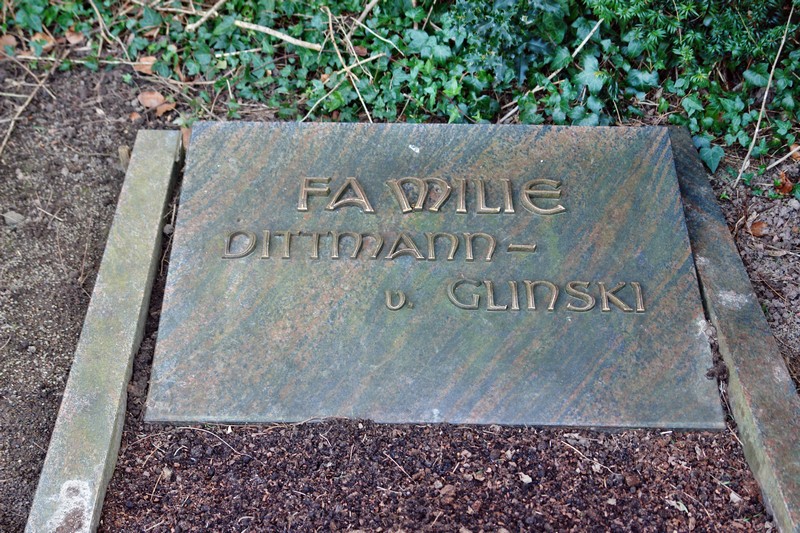 FAMILIE
DITTMANN –
v. GLINSKI